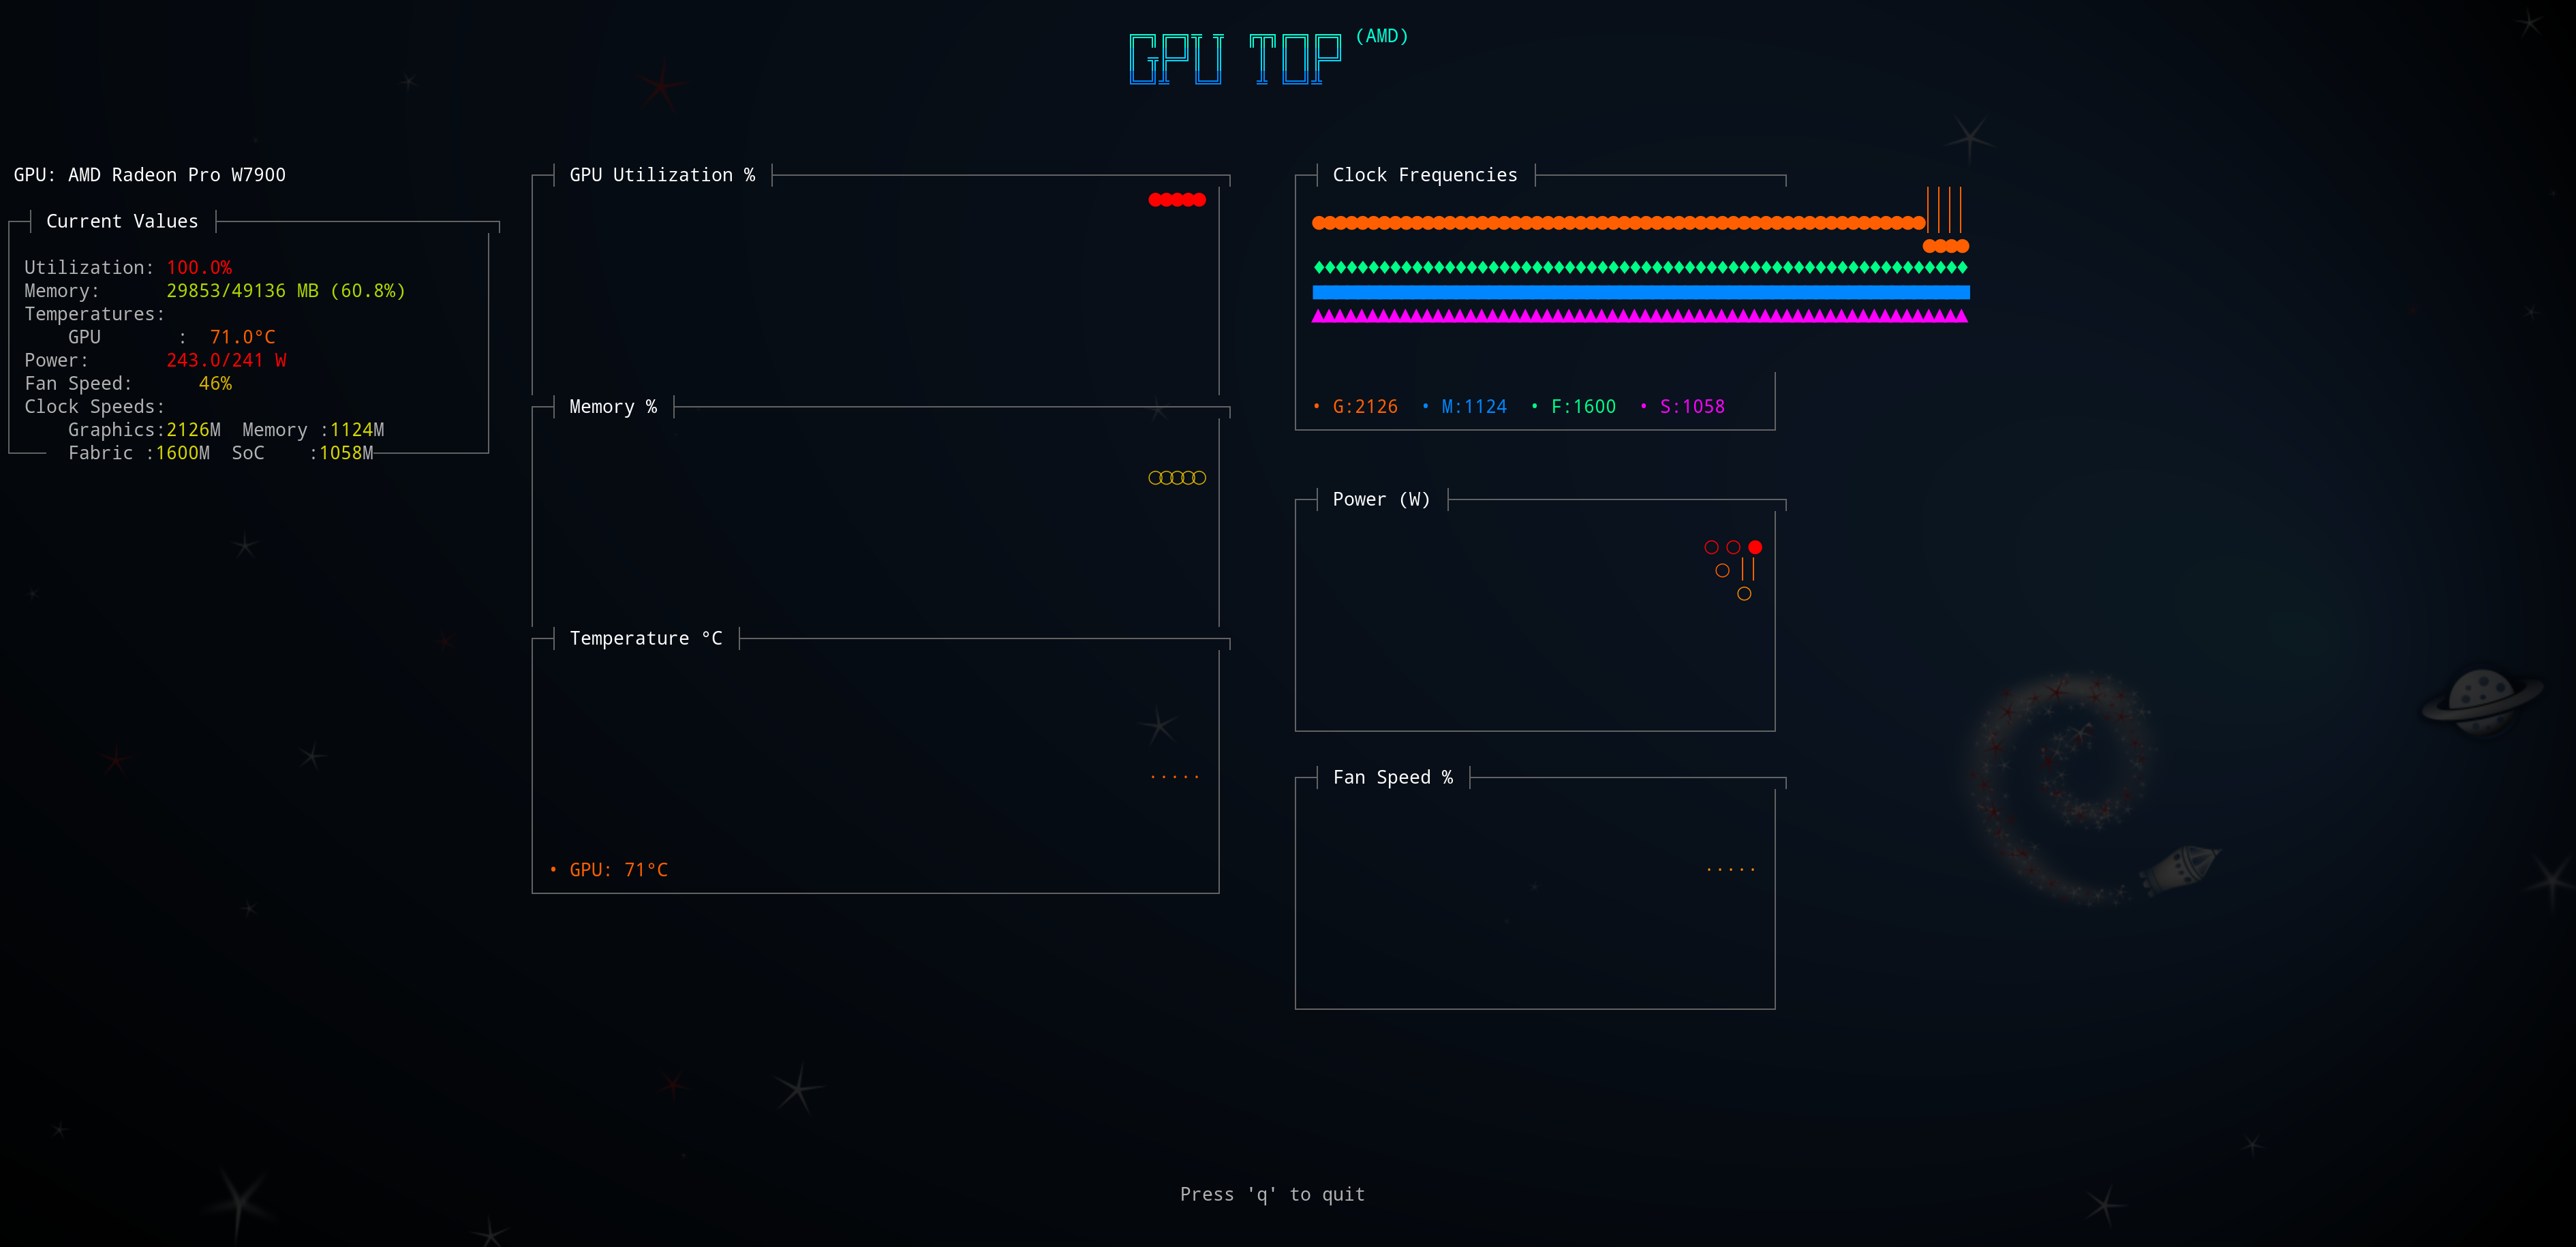 GPU TOP (AMD)
GPU: AMD Radeon Pro W7900
Current Values
Utilization: 100.0%
Memory: 29853/49136 MB (60.8%)
Temperatures:
GPU : 71.0°C
Power: 243.0/241 W
Fan Speed: 46%
Clock Speeds:
Graphics:2126M Memory :1124M
Fabric :1600M SoC :1058M
GPU Utilization %
Memory %
Temperature °C
• GPU: 71°C
Clock Frequencies
• G:2126 • M:1124 • F:1600 • S:1058
Power (W)
Fan Speed %
Press 'q' to quit